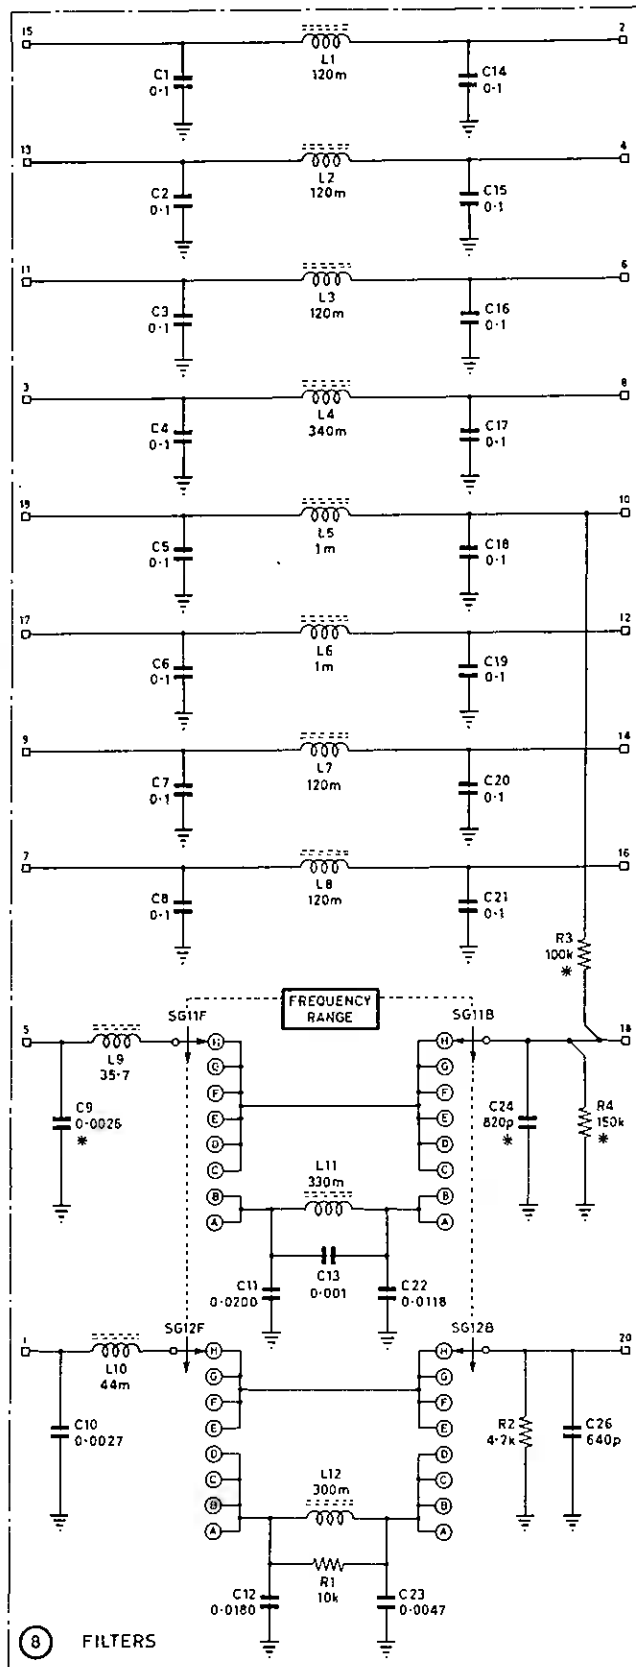 15
2
L1
120m
C1
0·1
C14
0·1
13
4
L2
120m
C2
0·1
C15
0·1
11
6
L3
120m
C3
0·1
C16
0·1
3
8
L4
340m
C4
0·1
C17
0·1
19
10
L5
1m
C5
0·1
C18
0·1
17
12
L6
1m
C6
0·1
C19
0·1
9
14
L7
120m
C7
0·1
C20
0·1
7
16
L8
120m
C8
0·1
C21
0·1
R3
100k
*
FREQUENCY
RANGE
SG11F
SG11B
5
18
L9
35·7
C9
0·0026
*
H
G
F
E
D
C
B
A
H
G
F
E
D
C
B
A
C24
820p
*
R4
150k
*
L11
330m
C13
0·001
C11
0·0200
C22
0·0118
SG12F
SG12B
1
20
L10
44m
C10
0·0027
H
G
F
E
D
C
B
A
H
G
F
E
D
C
B
A
R2
4·2k
C26
640p
L12
300m
R1
10k
C12
0·0180
C23
0·0047
8 FILTERS